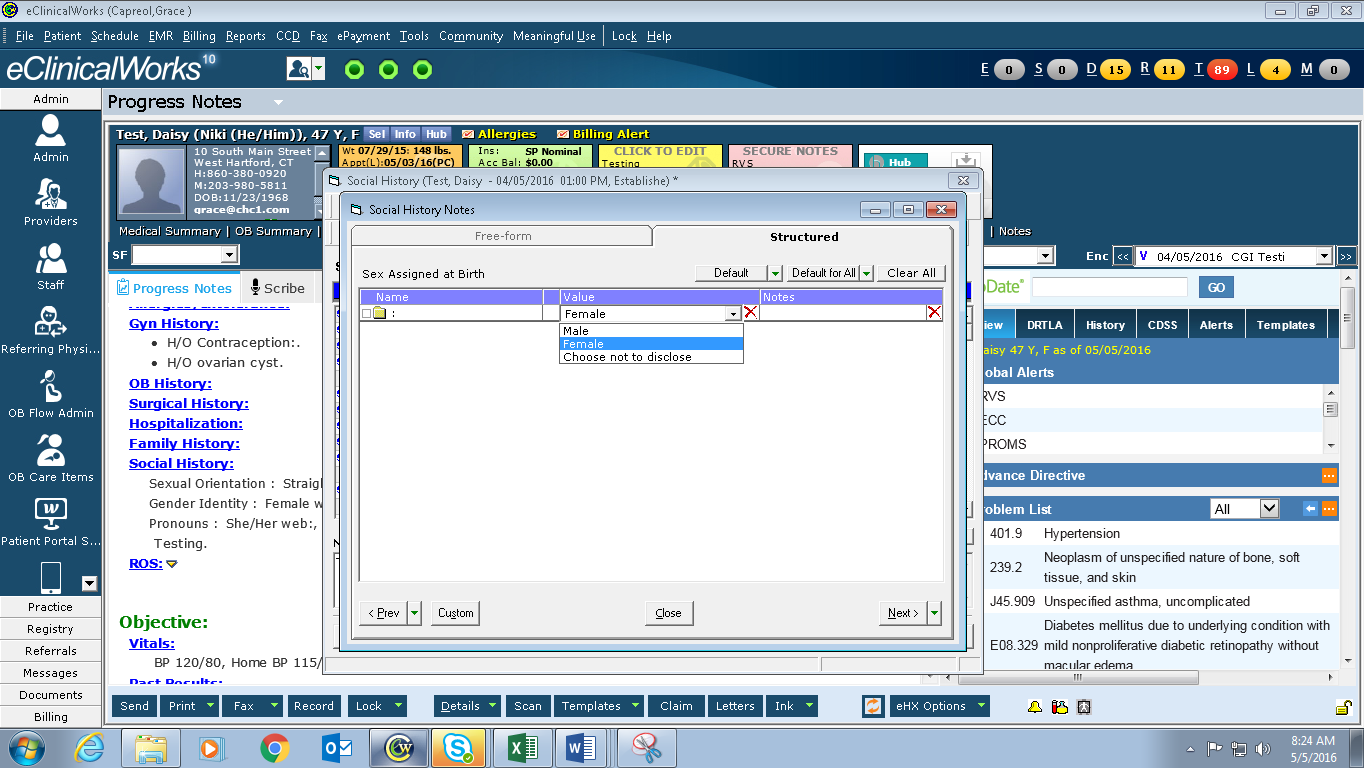 eClinicalWorks (Capreol,Grace )
File Patient Schedule EMR Billing Reports CCD Fax ePayment Tools Community Meaningful Use Lock Help
eClinicalWorks 10
E 0 S 0 D 15 R 11 T 89 L 4 M 0
Admin
Progress Notes
Test, Daisy (Niki (He/Him)), 47 Y, F Sel Info Hub Allergies Billing Alert
10 South Main Street
West Hartford, CT
H:860-380-0920
M:203-980-5811
DOB:11/23/1968
grace@chc1.com
Wt 07/29/15: 148 lbs.
Appt(L):05/03/16(PC)
Ins: SP Nominal
Acc Bal: $0.00
CLICK TO EDIT
Testing
SECURE NOTES
RVS
Hub
Admin
Providers
Staff
Referring Physi...
OB Flow Admin
OB Care Items
Patient Portal S...
Practice
Registry
Referrals
Messages
Documents
Billing
Medical Summary | OB Summary |
| Notes
SF
Enc << V 04/05/2016 CGI Testi >>
Progress Notes Scribe
Gyn History:
H/O Contraception:.
H/O ovarian cyst.
OB History:
Surgical History:
Hospitalization:
Family History:
Social History:
Sexual Orientation : Straig
Gender Identity : Female w
Pronouns : She/Her web:,
Testing.
ROS:
Objective:
Vitals:
BP 120/80, Home BP 115/
Past Results:
Social History (Test, Daisy - 04/05/2016 01:00 PM, Establishe) *
Social History Notes
Free-form Structured
Sex Assigned at Birth
Default Default for All Clear All
Name Value Notes
: Female
Male
Female
Choose not to disclose
< Prev Custom Close Next >
Date GO
iew DRTLA History CDSS Alerts Templates
aisy 47 Y, F as of 05/05/2016
obal Alerts
RVS
ECC
PROMS
dvance Directive
roblem List All
401.9 Hypertension
239.2 Neoplasm of unspecified nature of bone, soft
tissue, and skin
J45.909 Unspecified asthma, uncomplicated
E08.329 Diabetes mellitus due to underlying condition with
mild nonproliferative diabetic retinopathy without
macular edema
Send Print Fax Record Lock Details Scan Templates Claim Letters Ink eHX Options
8:24 AM
5/5/2016